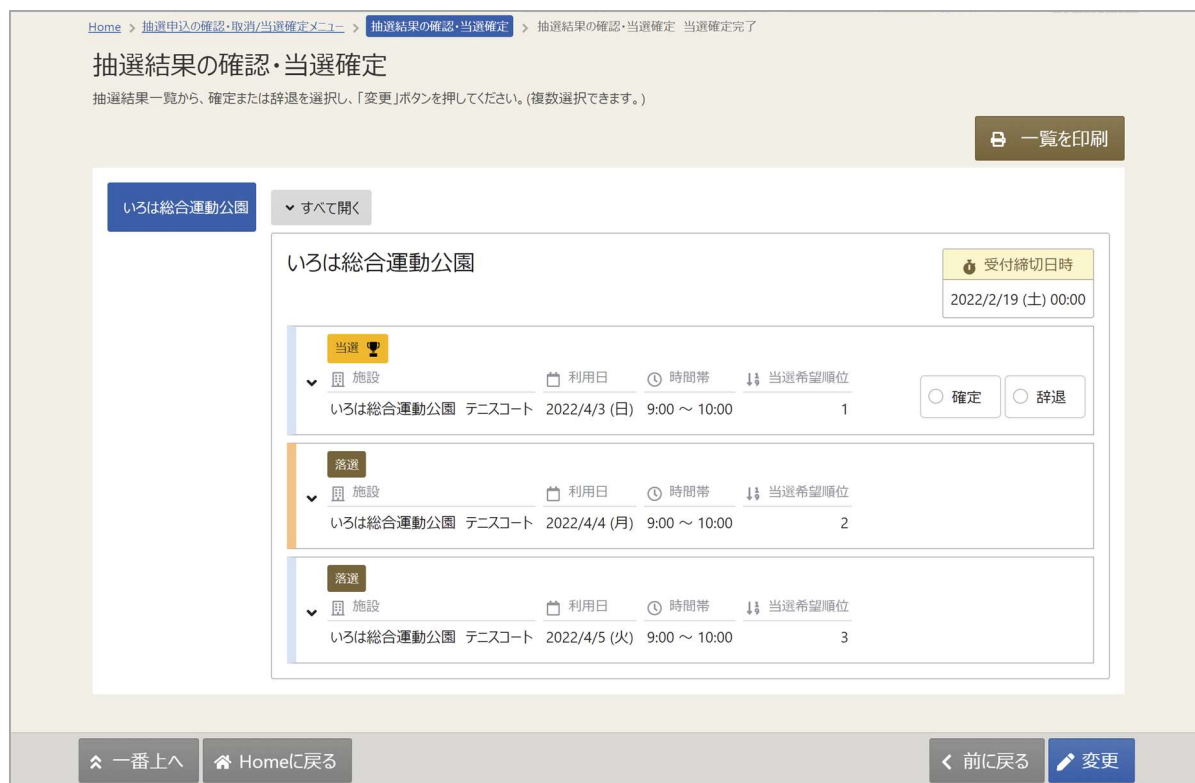 Home > 抽選申込の確認・取消/当選確定メニュー > 抽選結果の確認・当選確定 > 抽選結果の確認・当選確定 当選確定完了
抽選結果の確認・当選確定
抽選結果一覧から、確定または辞退を選択し、「変更」ボタンを押してください。(複数選択できます。)
一覧を印刷
いろは総合運動公園
すべて開く
いろは総合運動公園
受付締切日時
2022/2/19 (土) 00:00
当選
施設 利用日 時間帯 当選希望順位
いろは総合運動公園 テニスコート 2022/4/3 (日) 9:00 ～ 10:00 1
確定 辞退
落選
施設 利用日 時間帯 当選希望順位
いろは総合運動公園 テニスコート 2022/4/4 (月) 9:00 ～ 10:00 2
落選
施設 利用日 時間帯 当選希望順位
いろは総合運動公園 テニスコート 2022/4/5 (火) 9:00 ～ 10:00 3
一番上へ Homeに戻る 前に戻る 変更